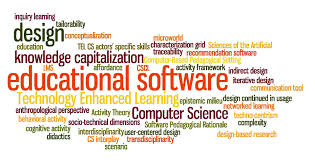 inquiry learning
design tailorability
education conceptualization microworld
TEL CS actors' specific skills characterization grid Sciences of the Artificial
knowledge capitalization traceability recommendation software
Computer-Based Pedagogical Setting
LMS affordance CSCL activity framework indirect design
educational software iterative design
communication tool
Technology Enhanced Learning epistemic milieu design continued in usage
networked learning
anthropological perspective Activity Theory Computer Science techno-centrism
behavioral activity socio-technical dimensions Software Pedagogical Rationale complexity
cognitive activity interdisciplinarity user-centered design design-based research
didactics CS interplay transdisciplinarity
scenario